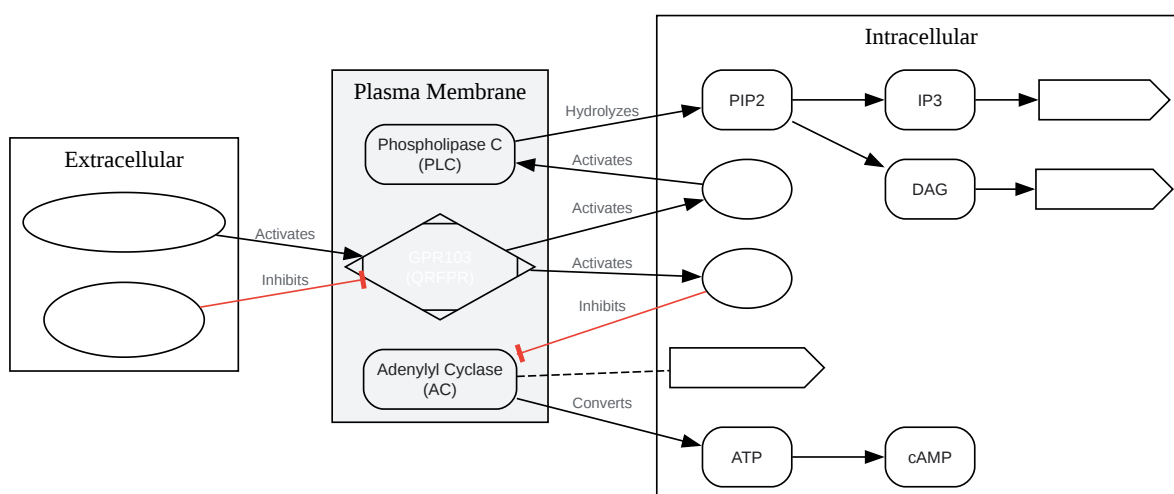 Extracellular
Activates
Inhibits
Plasma Membrane
Phospholipase C
(PLC)
GPR103
(QRFPR)
Adenylyl Cyclase
(AC)
Hydrolyzes
Activates
Activates
Activates
Inhibits
Converts
Intracellular
PIP2
IP3
DAG
ATP
cAMP